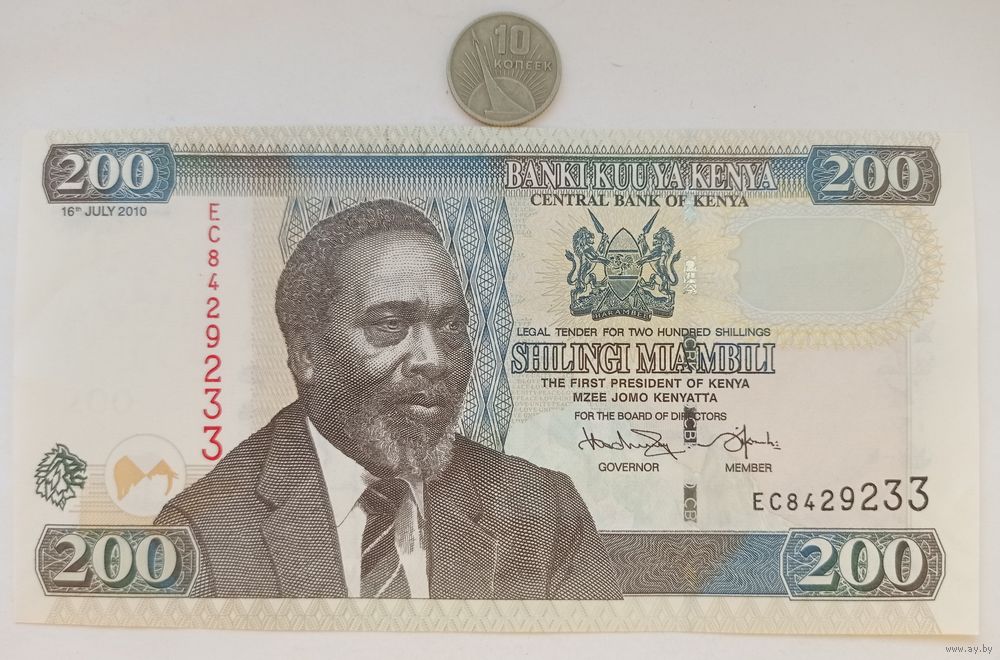 10
КОПЕЕК
200
BANKI KUU YA KENYA
200
16th JULY 2010
CENTRAL BANK OF KENYA
EC8429233
HARAMBEE
LEGAL TENDER FOR TWO HUNDRED SHILLINGS
SHILINGI MIAMBILI
THE FIRST PRESIDENT OF KENYA
MZEE JOMO KENYATTA
FOR THE BOARD OF DIRECTORS
GOVERNOR MEMBER
EC8429233
200
200
www.ay.by